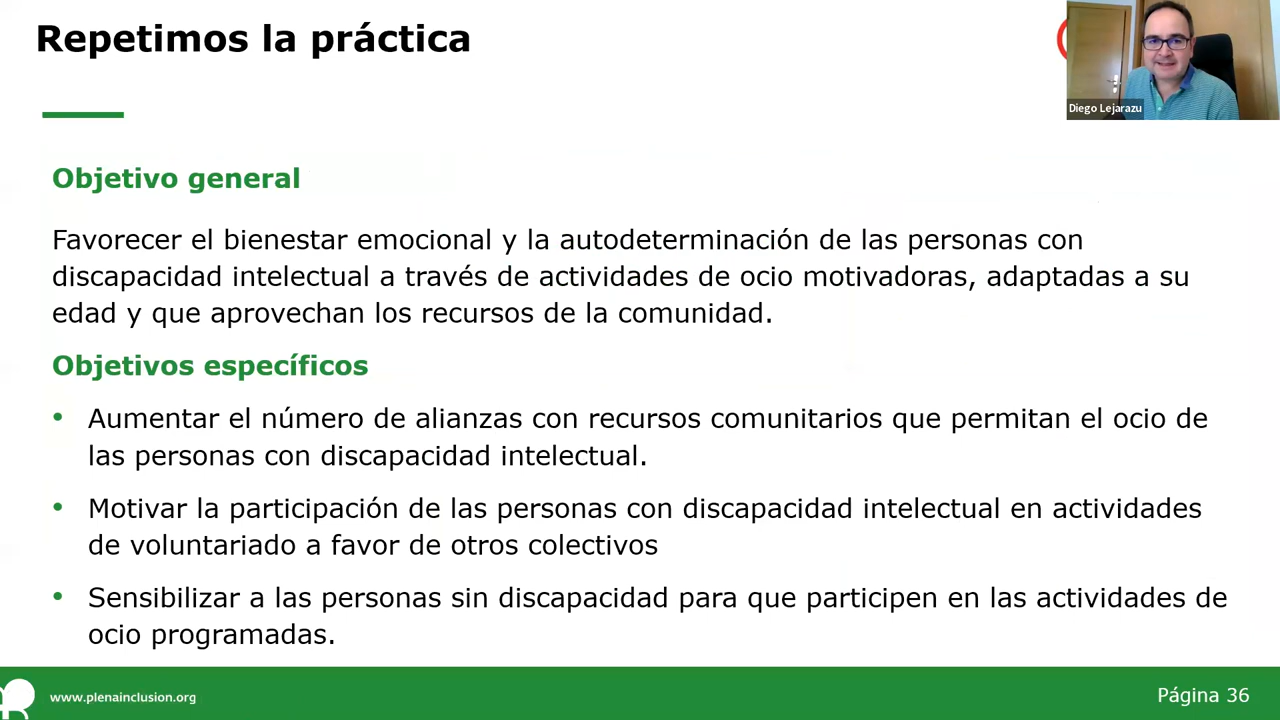 Repetimos la práctica
Diego Lejarazu
Objetivo general
Favorecer el bienestar emocional y la autodeterminación de las personas con
discapacidad intelectual a través de actividades de ocio motivadoras, adaptadas a su
edad y que aprovechan los recursos de la comunidad.
Objetivos específicos
• Aumentar el número de alianzas con recursos comunitarios que permitan el ocio de
las personas con discapacidad intelectual.
• Motivar la participación de las personas con discapacidad intelectual en actividades
de voluntariado a favor de otros colectivos
• Sensibilizar a las personas sin discapacidad para que participen en las actividades de
ocio programadas.
www.plenainclusion.org
Página 36